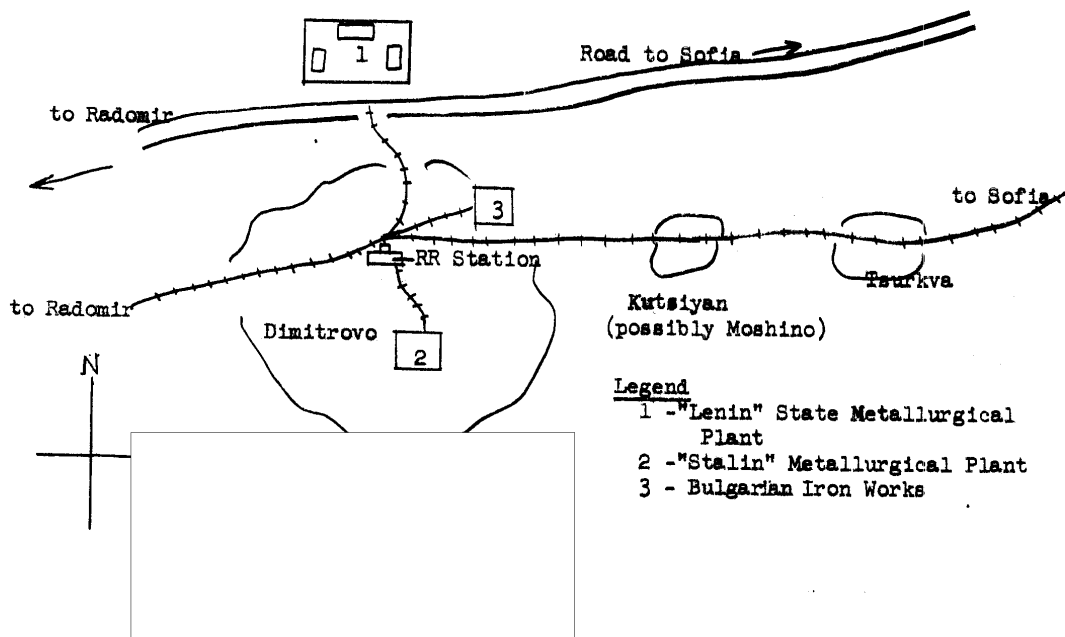 1
Road to Sofia
to Radomir
to Sofia
3
RR Station
Tsurkva
to Radomir
Kutsiyan
(possibly Moshino)
Dimitrovo
2
N
Legend
1 -"Lenin" State Metallurgical
Plant
2 -"Stalin" Metallurgical Plant
3 - Bulgarian Iron Works